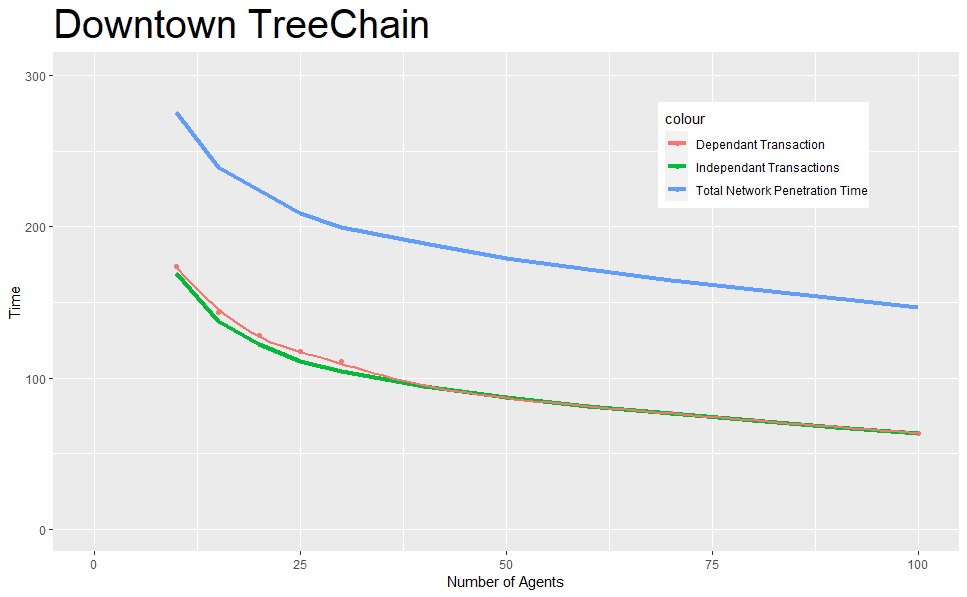 Downtown TreeChain
300
200
100
0
Time
colour
Dependant Transaction
Independant Transactions
Total Network Penetration Time
0 25 50 75 100
Number of Agents